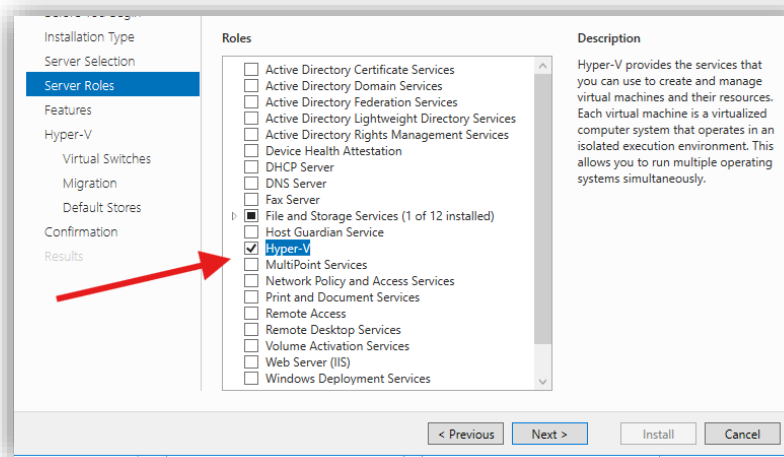 Installation Type
Server Selection
Server Roles
Features
Hyper-V
Virtual Switches
Migration
Default Stores
Confirmation
Results
Roles
Active Directory Certificate Services
Active Directory Domain Services
Active Directory Federation Services
Active Directory Lightweight Directory Services
Active Directory Rights Management Services
Device Health Attestation
DHCP Server
DNS Server
Fax Server
File and Storage Services (1 of 12 installed)
Host Guardian Service
Hyper-V
MultiPoint Services
Network Policy and Access Services
Print and Document Services
Remote Access
Remote Desktop Services
Volume Activation Services
Web Server (IIS)
Windows Deployment Services
Description
Hyper-V provides the services that
you can use to create and manage
virtual machines and their resources.
Each virtual machine is a virtualized
computer system that operates in an
isolated execution environment. This
allows you to run multiple operating
systems simultaneously.
< Previous
Next >
Install
Cancel